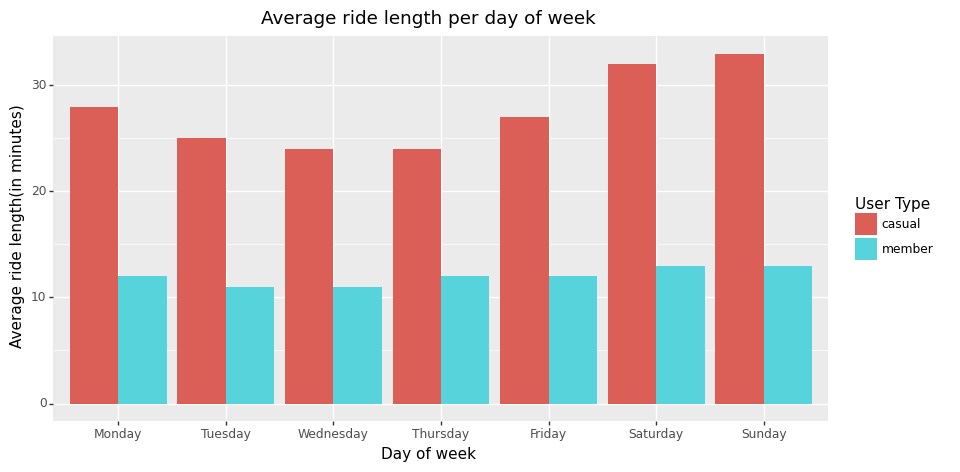 Average ride length per day of week
Average ride length(in minutes)
30
20
10
0
Monday Tuesday Wednesday Thursday Friday Saturday Sunday
Day of week
User Type
casual
member